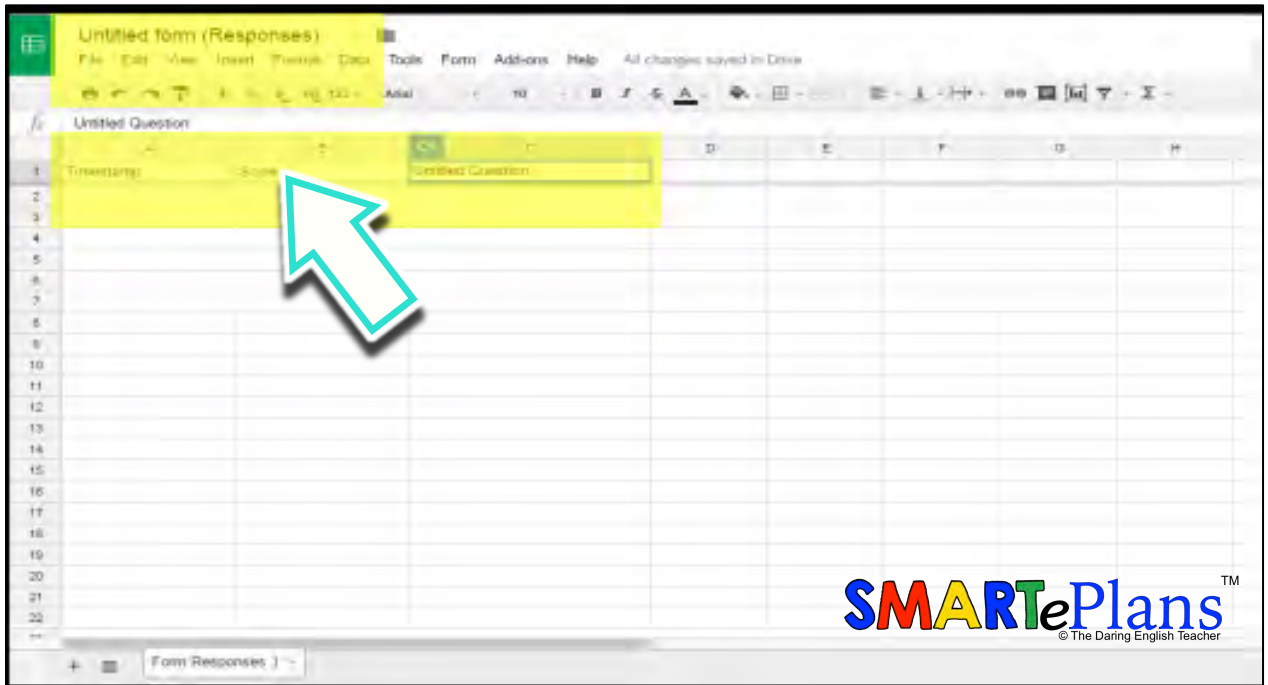 Untitled form (Responses)
File Edit View Insert Format Data Tools Form Add-ons Help All changes saved in Drive
123 Arial 10 B I S A Σ
fx Untitled Question
A B C D E F G H
1 Timestamp Score Untitled Question
2
3
4
5
6
7
8
9
10
11
12
13
14
15
16
17
18
19
20
21
22
SMARTePlans TM
© The Daring English Teacher
+ Form Responses 1